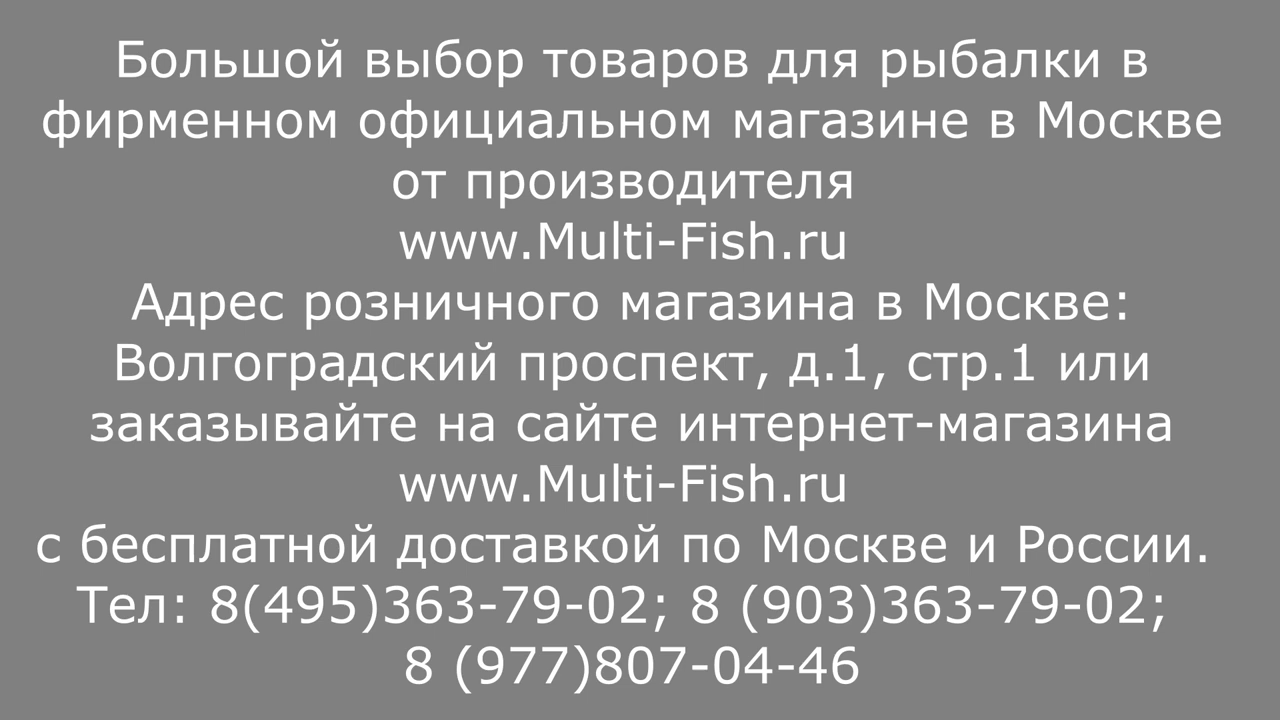 Большой выбор товаров для рыбалки в
фирменном официальном магазине в Москве
от производителя
www.Multi-Fish.ru
Адрес розничного магазина в Москве:
Волгоградский проспект, д.1, стр.1 или
заказывайте на сайте интернет-магазина
www.Multi-Fish.ru
с бесплатной доставкой по Москве и России.
Тел: 8(495)363-79-02; 8 (903)363-79-02;
8 (977)807-04-46